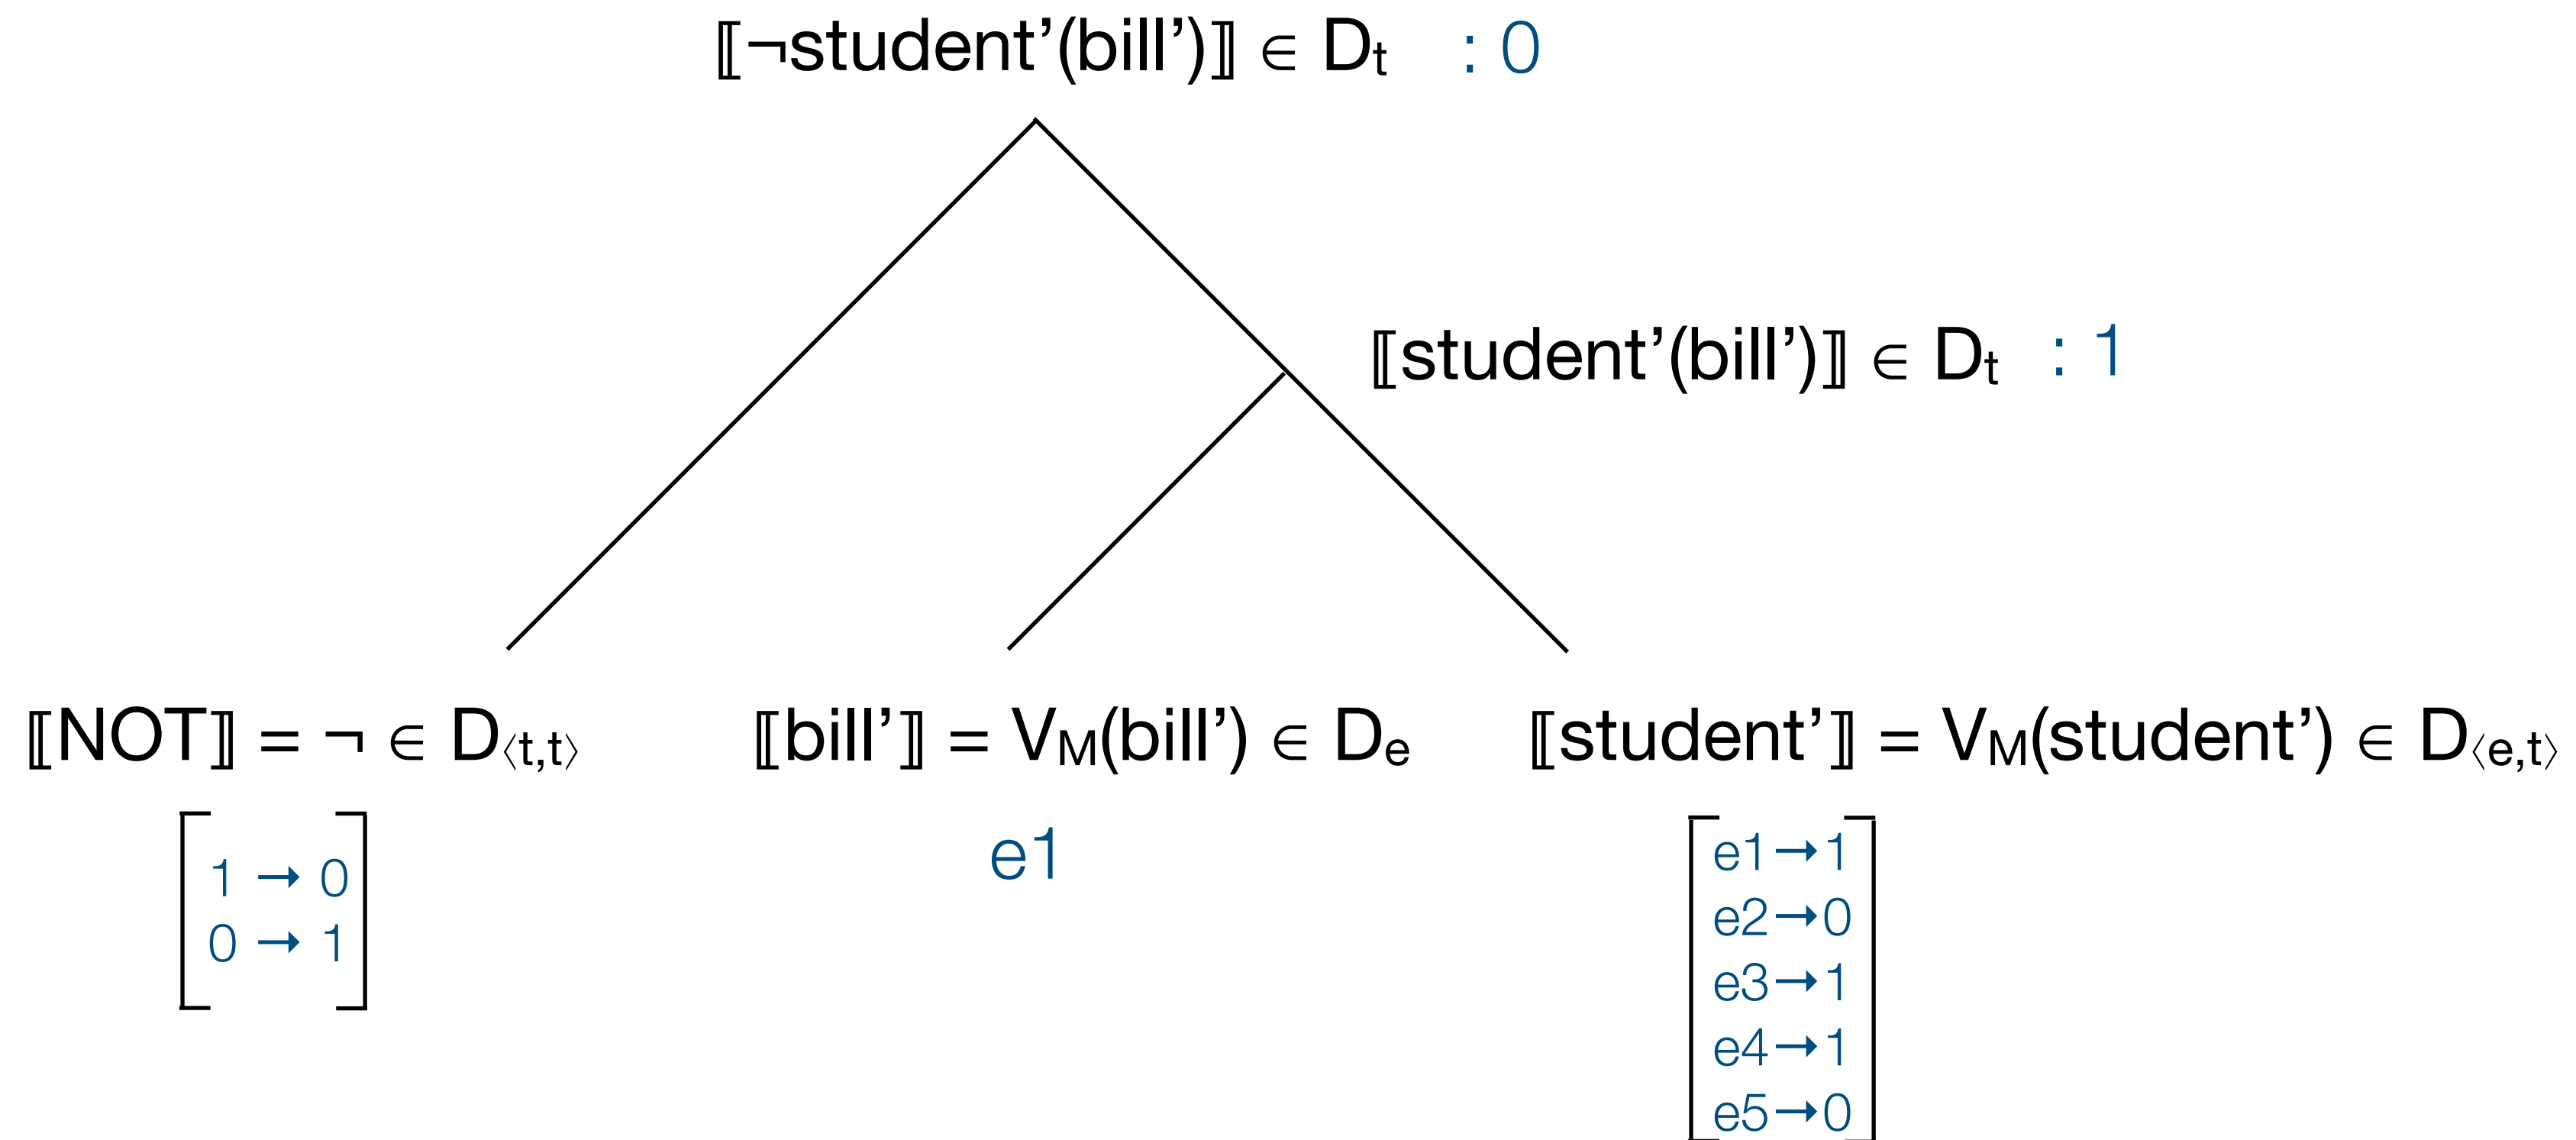 ⟦¬student’(bill’)⟧ ∈ Dt : 0
⟦student’(bill’)⟧ ∈ Dt : 1
⟦NOT⟧ = ¬ ∈ D⟨t,t⟩
⟦bill’⟧ = VM(bill’) ∈ De
⟦student’⟧ = VM(student’) ∈ D⟨e,t⟩
1 → 0
0 → 1
e1
e1→1
e2→0
e3→1
e4→1
e5→0